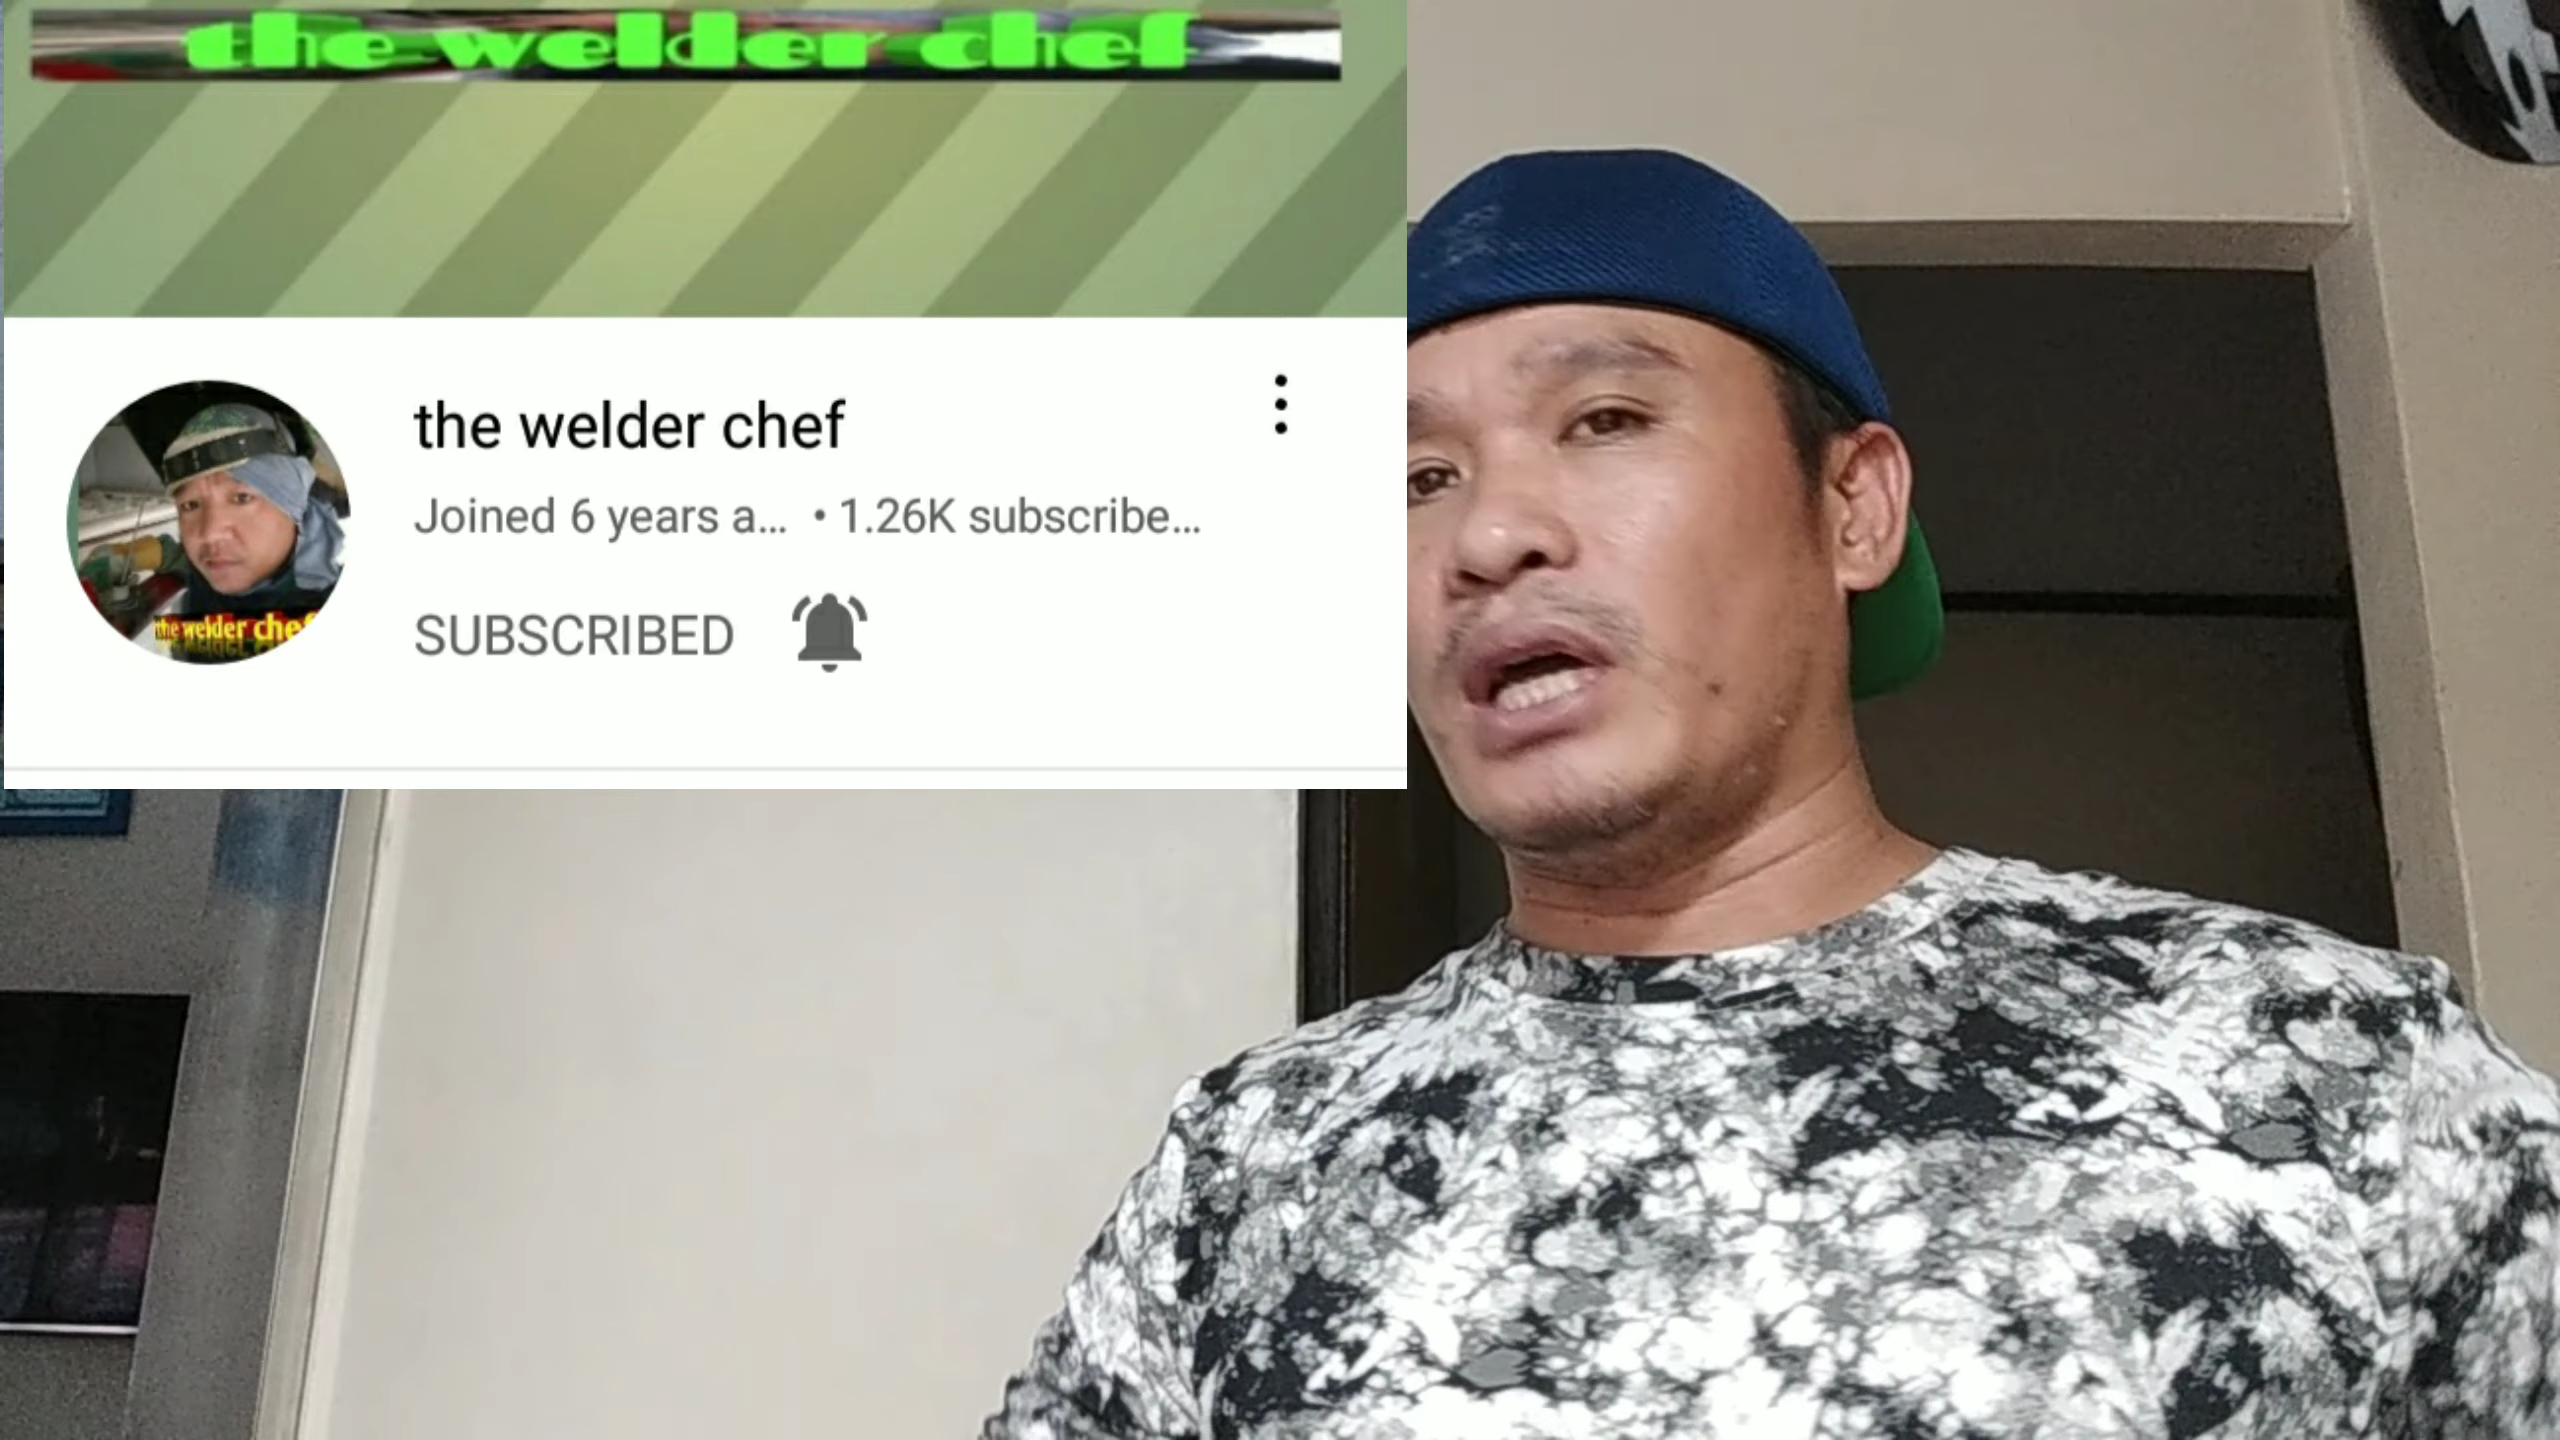 the welder chef
the welder chef
Joined 6 years a... • 1.26K subscribe...
SUBSCRIBED
the welder chef